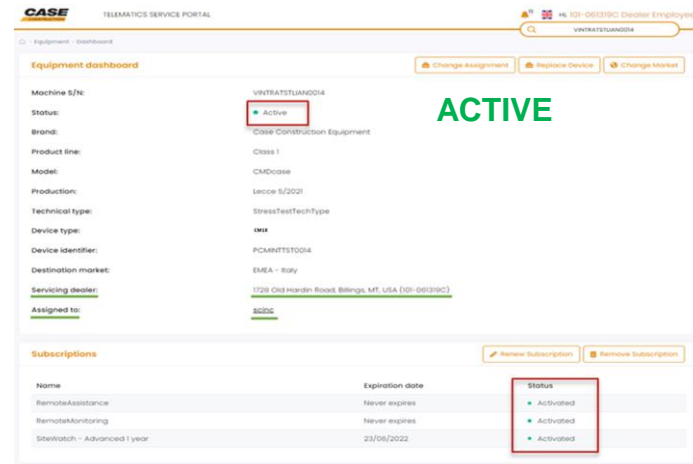 CASE
CONSTRUCTION
TELEMATICS SERVICE PORTAL
Hi, 101-061319C Dealer Employee
VINTRATSTLIAN0014
- Equipment - Dashboard
Equipment dashboard
Change Assignment
Replace Device
Change Market
Machine S/N:
VINTRATSTLIAN0014
Status:
Active
ACTIVE
Brand:
Case Construction Equipment
Product line:
Class 1
Model:
CMDcase
Production:
Lecce 5/2021
Technical type:
StressTestTechType
Device type:
Device identifier:
PCMINTTST0014
Destination market:
EMEA - Italy
Servicing dealer:
1728 Old Hardin Road, Billings, MT, USA (101-061319C)
Assigned to:
scinc
Subscriptions
Renew Subscription
Remove Subscription
Name
Expiration date
Status
RemoteAssistance
Never expires
Activated
RemoteMonitoring
Never expires
Activated
SiteWatch - Advanced 1 year
23/06/2022
Activated